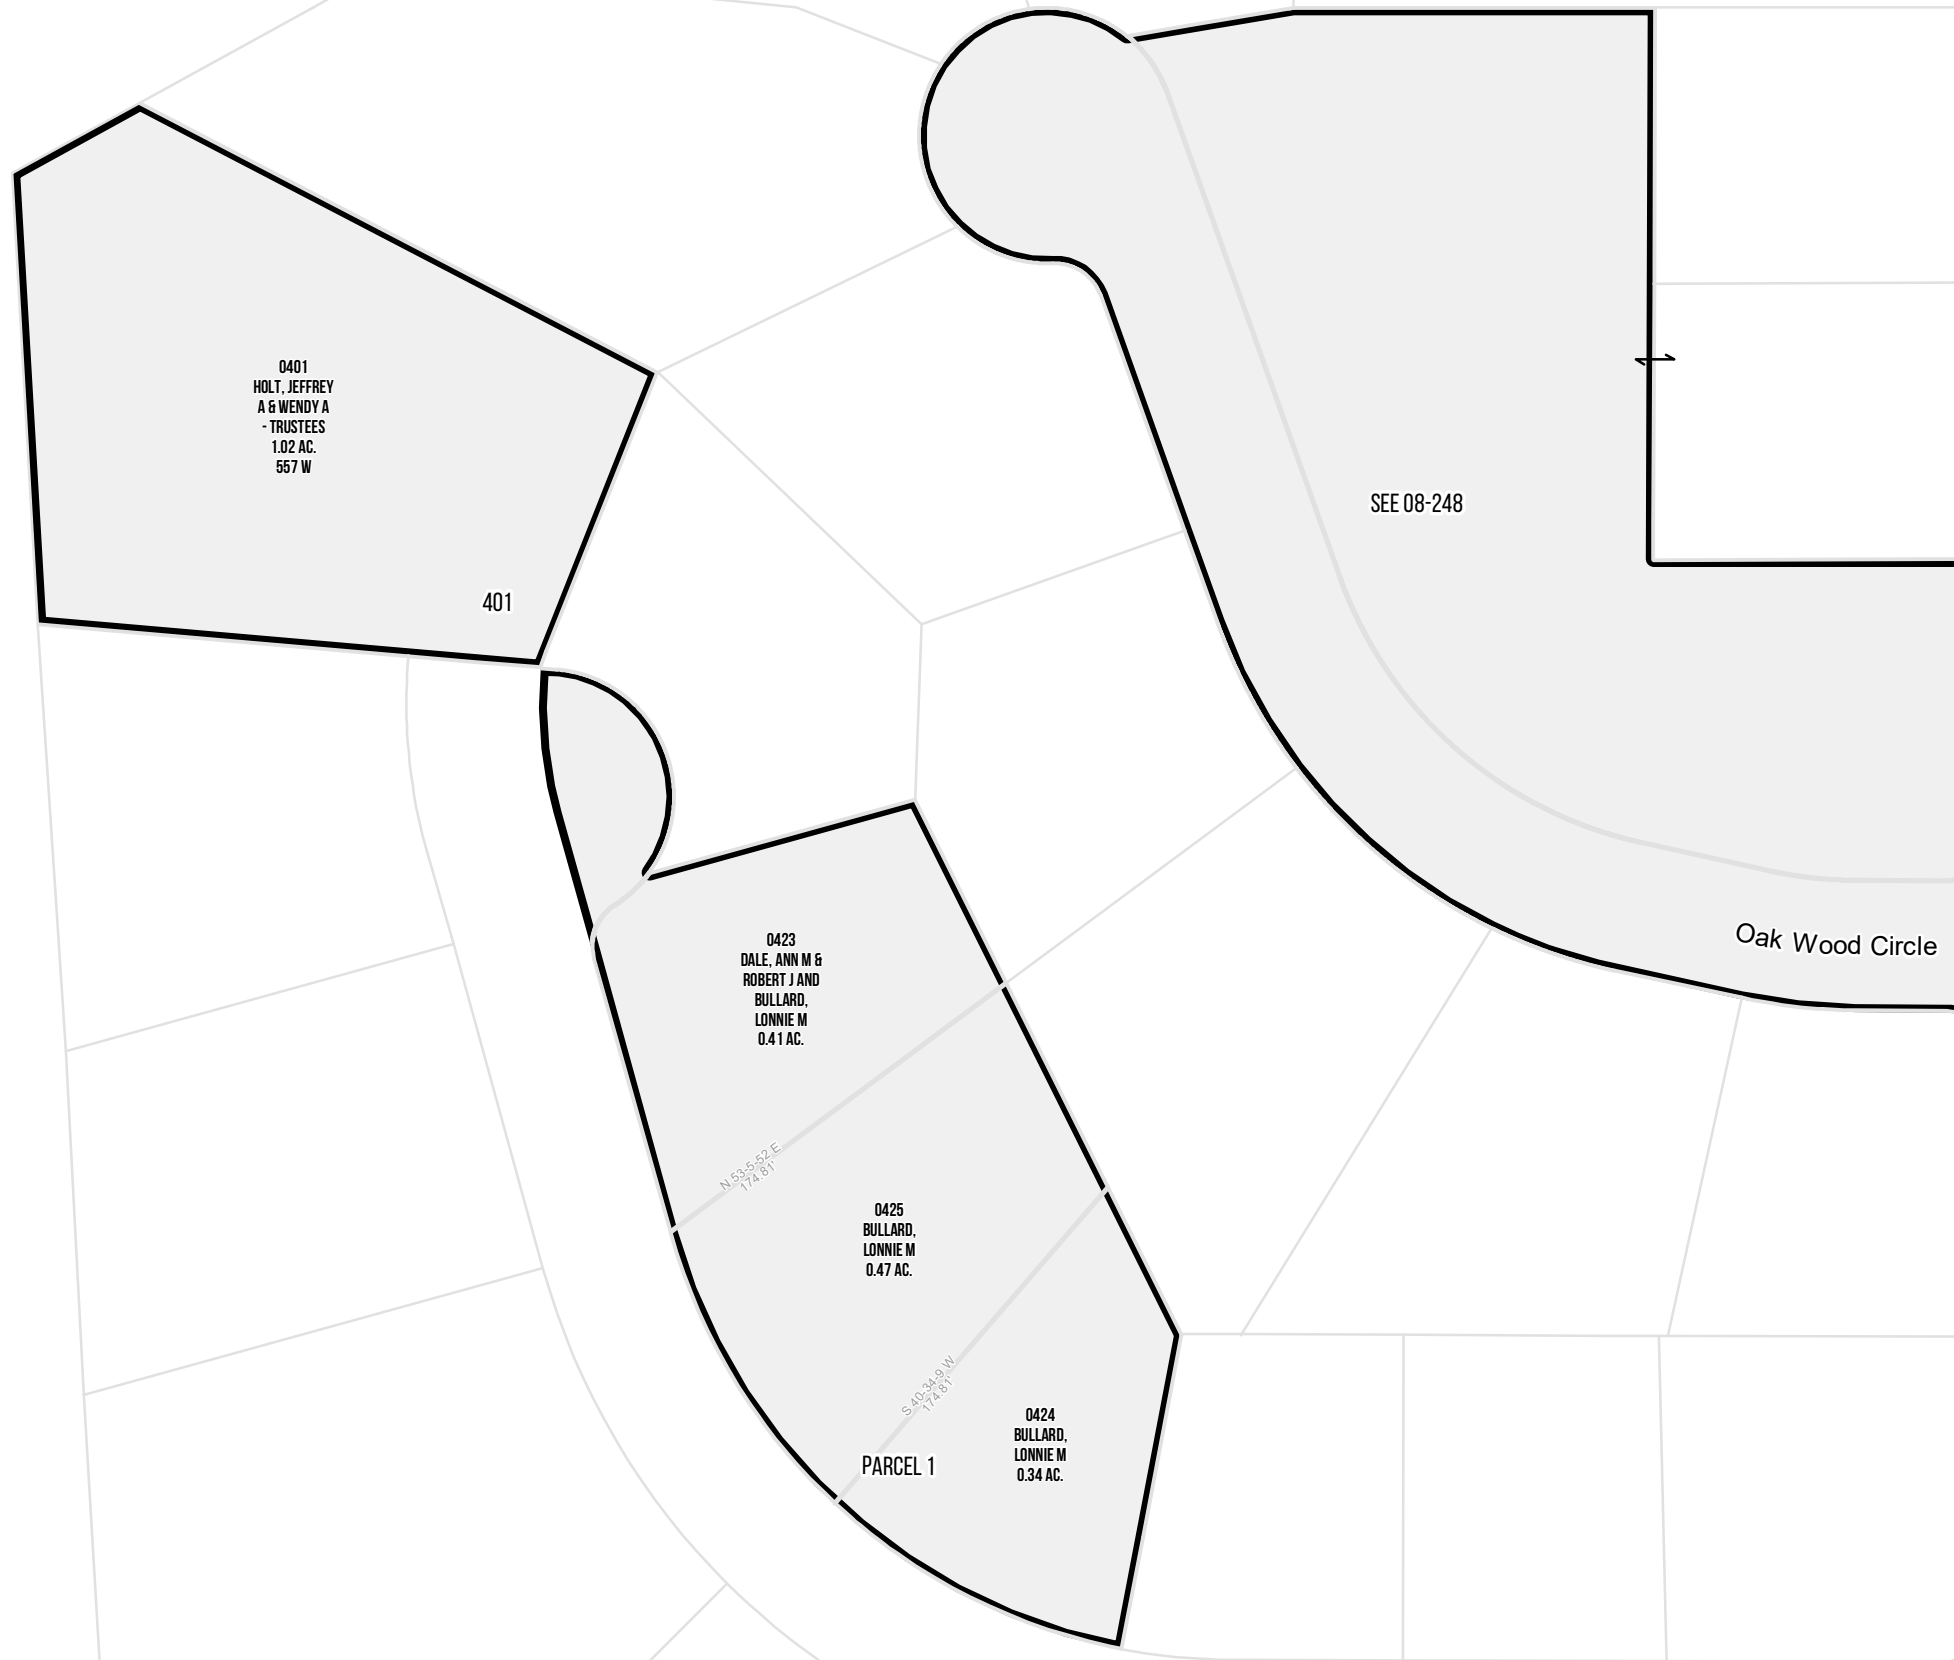 0401
HOLT, JEFFREY
A & WENDY A
- TRUSTEES
1.02 AC.
557 W
SEE 08-248
401
Oak Wood Circle
0423
DALE, ANN M &
ROBERT J AND
BULLARD,
LONNIE M
0.41 AC.
N 53-5-52 E
174.81'
0425
BULLARD,
LONNIE M
0.47 AC.
S 40-34-9 W
174.81'
0424
BULLARD,
LONNIE M
0.34 AC.
PARCEL 1